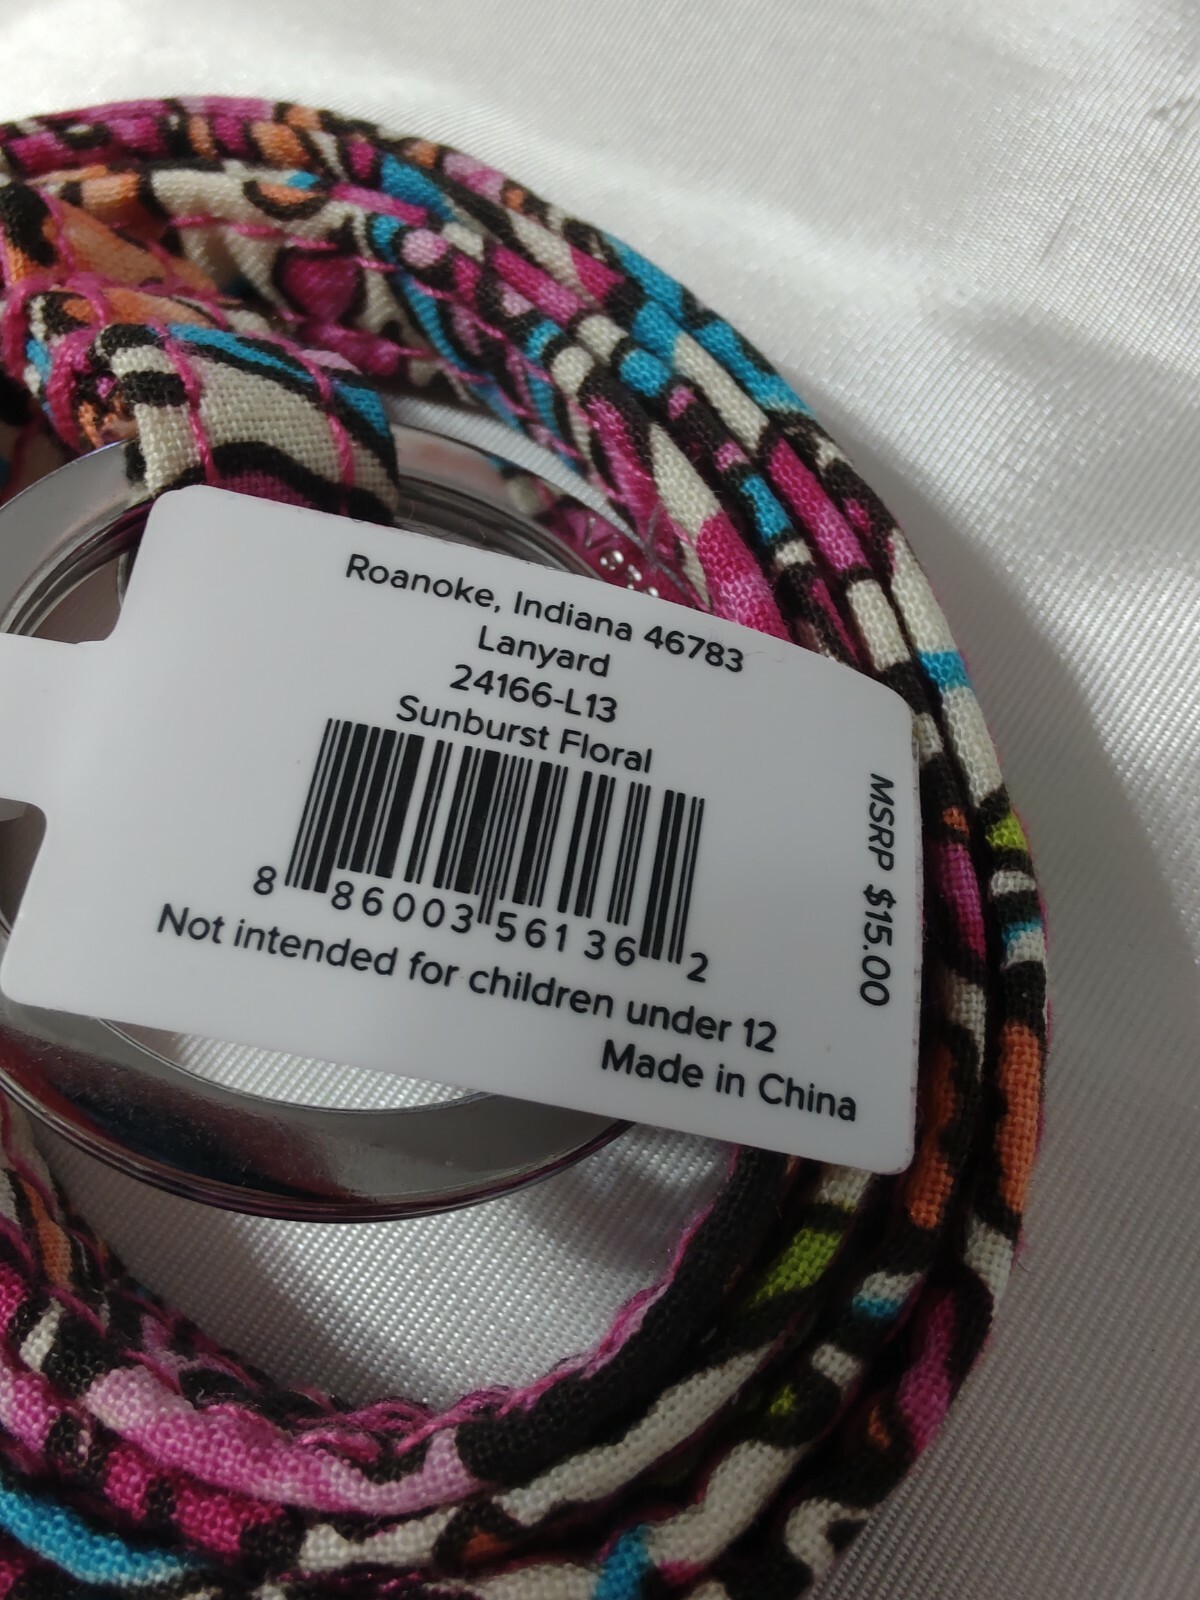 Roanoke, Indiana 46783
Lanyard
24166-L13
Sunburst Floral
8 86003 56136 2
Not intended for children under 12
Made in China
MSRP $15.00